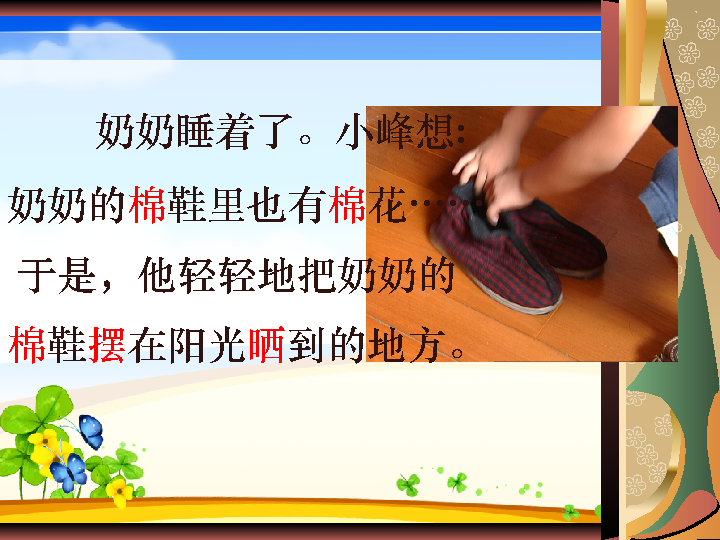 奶奶睡着了。小峰想:
奶奶的棉鞋里也有棉花……
于是，他轻轻地把奶奶的
棉鞋摆在阳光晒到的地方。